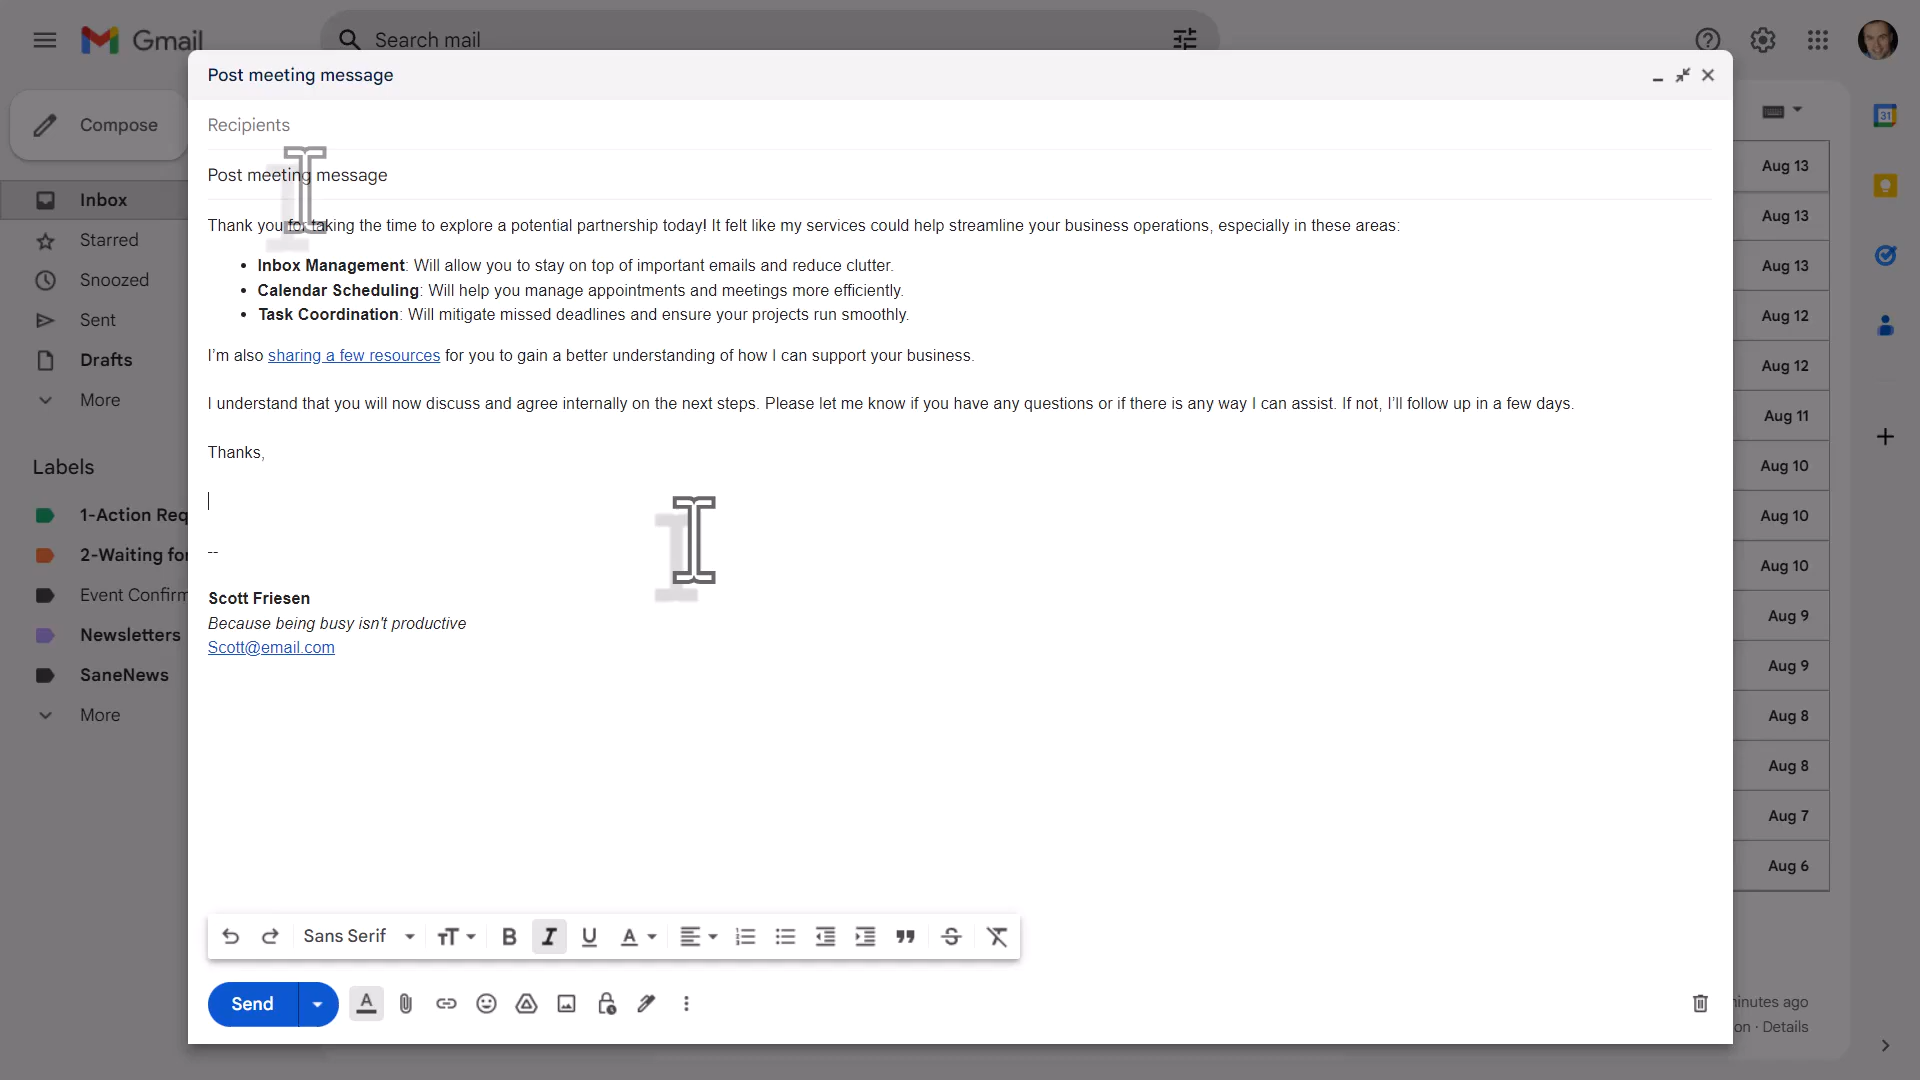 Gmail
Search mail
Post meeting message
Compose
Recipients
Aug 13
Inbox
Post meeting message
Aug 13
Starred
Thank you for taking the time to explore a potential partnership today! It felt like my services could help streamline your business operations, especially in these areas:
Snoozed
• Inbox Management: Will allow you to stay on top of important emails and reduce clutter.
Aug 13
• Calendar Scheduling: Will help you manage appointments and meetings more efficiently.
Sent
• Task Coordination: Will mitigate missed deadlines and ensure your projects run smoothly.
Aug 12
Drafts
I'm also sharing a few resources for you to gain a better understanding of how I can support your business.
Aug 12
More
I understand that you will now discuss and agree internally on the next steps. Please let me know if you have any questions or if there is any way I can assist. If not, I'll follow up in a few days.
Aug 11
Labels
Thanks,
Aug 10
1-Action Req
Aug 10
2-Waiting for
--
Aug 10
Event Confirm
Scott Friesen
Aug 9
Newsletters
Because being busy isn't productive
Scott@email.com
Aug 9
SaneNews
More
Aug 8
Aug 8
Aug 7
Aug 6
Sans Serif
Send
inutes ago
on · Details
31